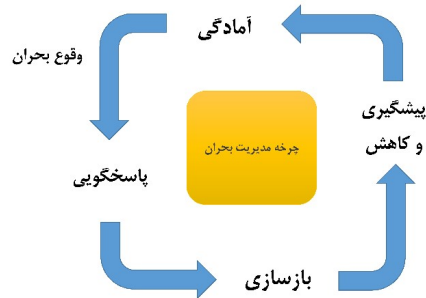 آمادگی
وقوع بحران
پیشگیری
و کاهش
چرخه مدیریت بحران
پاسخگویی
بازسازی